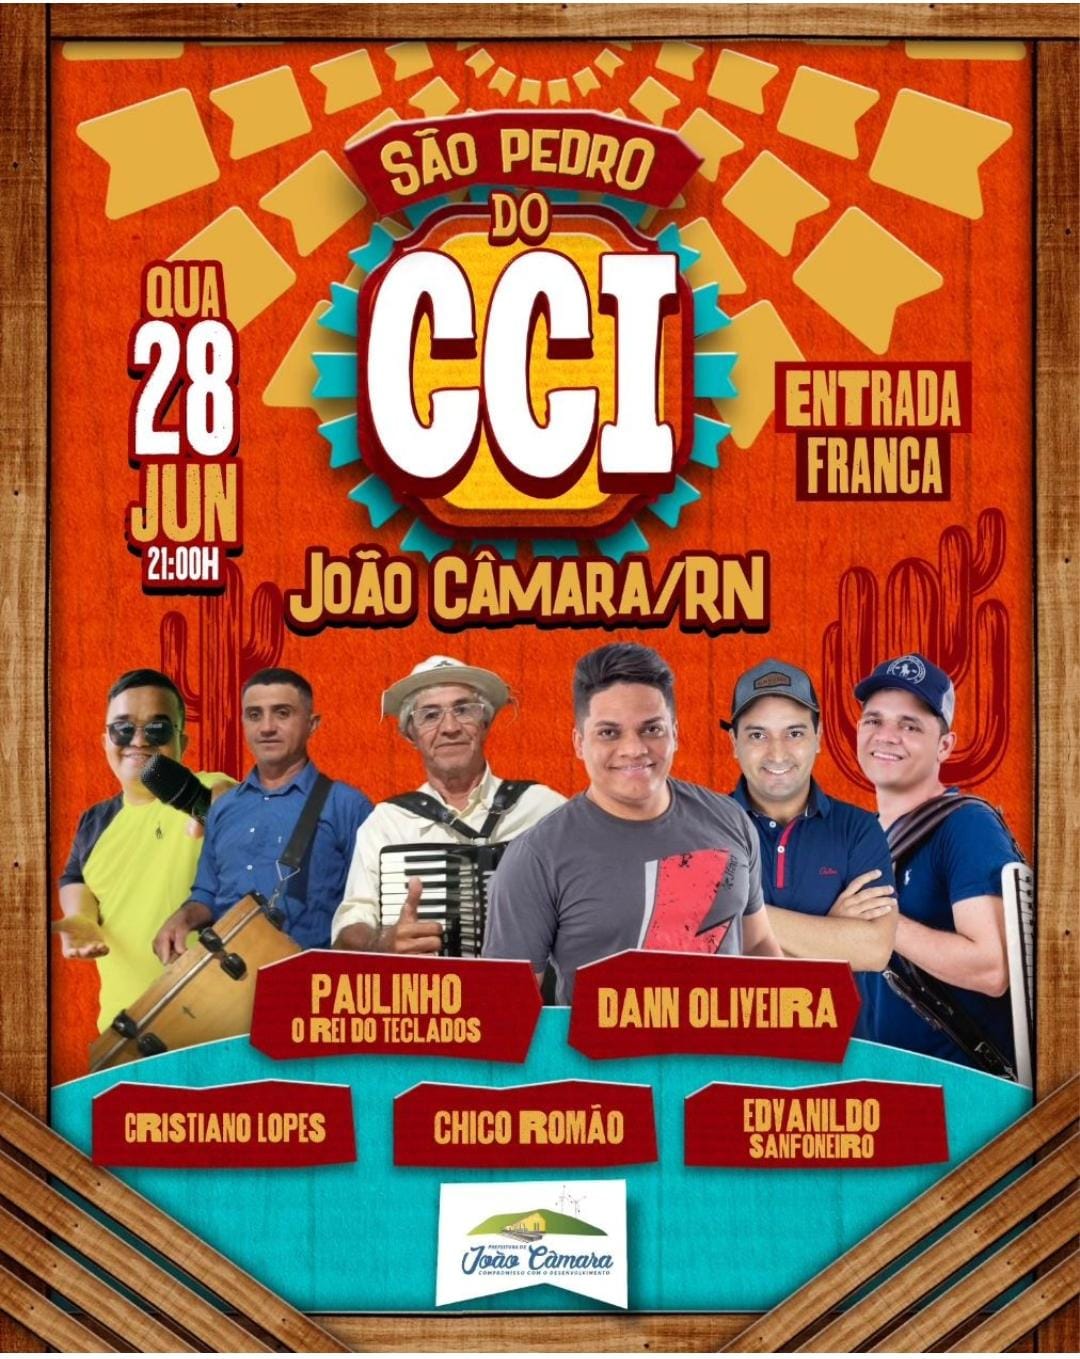 SÃO PEDRO
DO
CCI
QUA
28
JUN
21:00H
ENTRADA
FRANCA
JOÃO CÂMARA/RN
PAULINHO
O REI DO TECLADOS
DANN OLIVEIRA
CRISTIANO LOPES
CHICO ROMÃO
EDVANILDO
SANFONEIRO
PREFEITURA DE
João Câmara
COMPROMISSO COM O DESENVOLVIMENTO